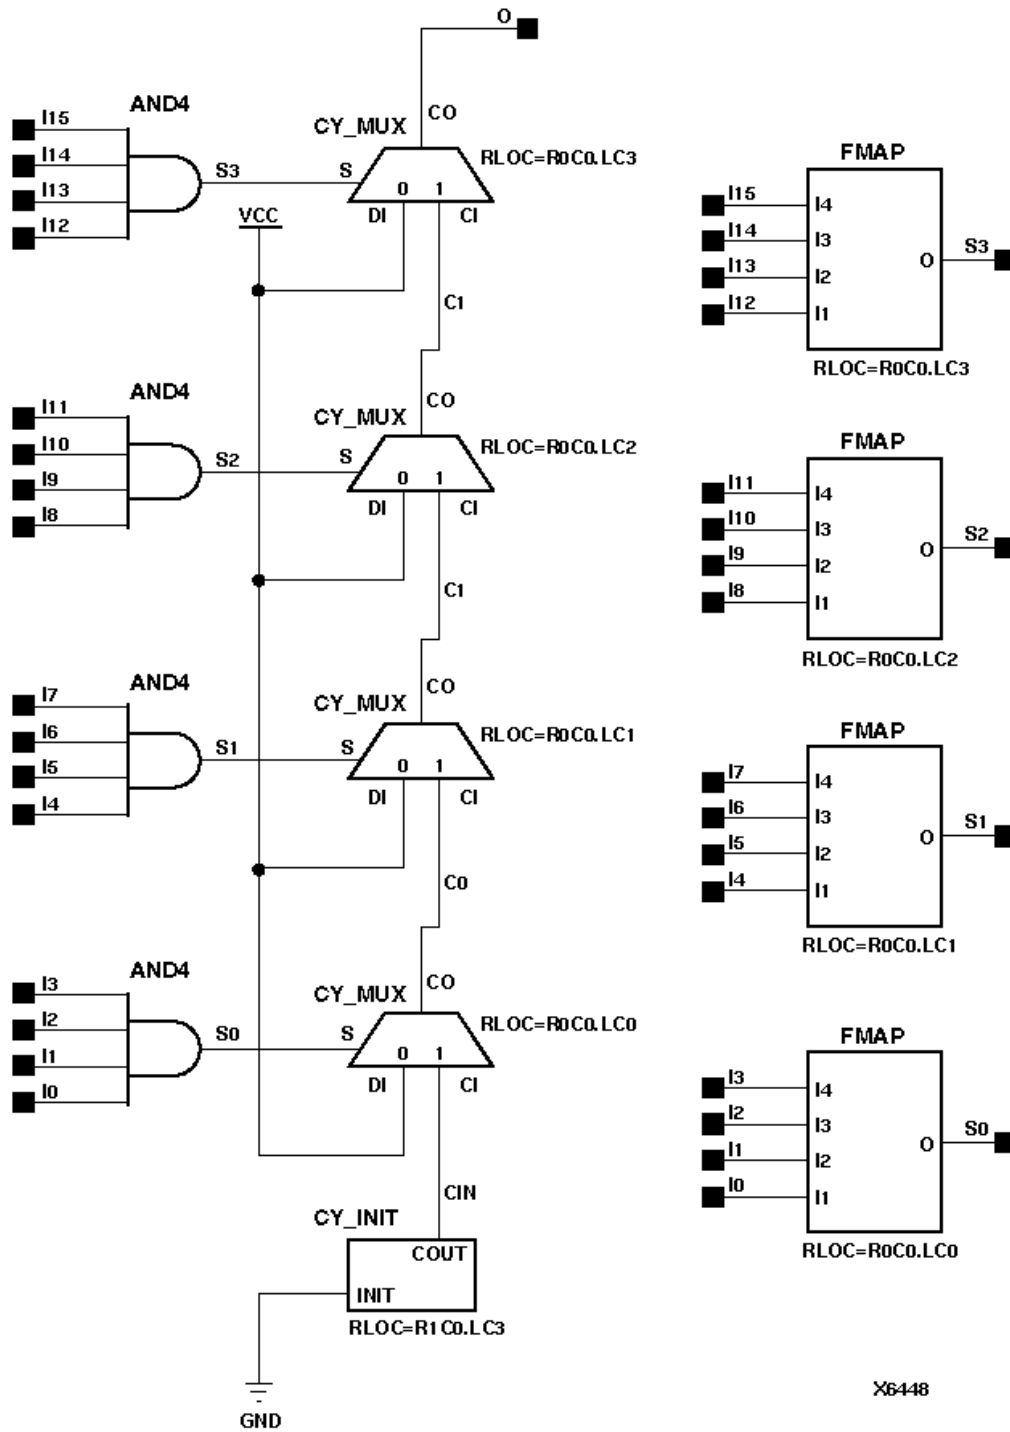 O
CO
AND4
CY_MUX
RLOC=R0C0.LC3
I15
I14
I13
I12
S3
S
0 1
DI
CI
VCC
C1
FMAP
I15
I14
I13
I12
I4
I3
I2
I1
O
S3
RLOC=R0C0.LC3
AND4
CO
CY_MUX
RLOC=R0C0.LC2
I11
I10
I9
I8
S2
S
0 1
DI
CI
C1
FMAP
I11
I10
I9
I8
I4
I3
I2
I1
O
S2
RLOC=R0C0.LC2
AND4
CO
CY_MUX
RLOC=R0C0.LC1
I7
I6
I5
I4
S1
S
0 1
DI
CI
C0
FMAP
I7
I6
I5
I4
I4
I3
I2
I1
O
S1
RLOC=R0C0.LC1
AND4
CO
CY_MUX
RLOC=R0C0.LC0
I3
I2
I1
I0
S0
S
0 1
DI
CI
CIN
FMAP
I3
I2
I1
I0
I4
I3
I2
I1
O
S0
RLOC=R0C0.LC0
CY_INIT
COUT
INIT
RLOC=R1C0.LC3
GND
X6448